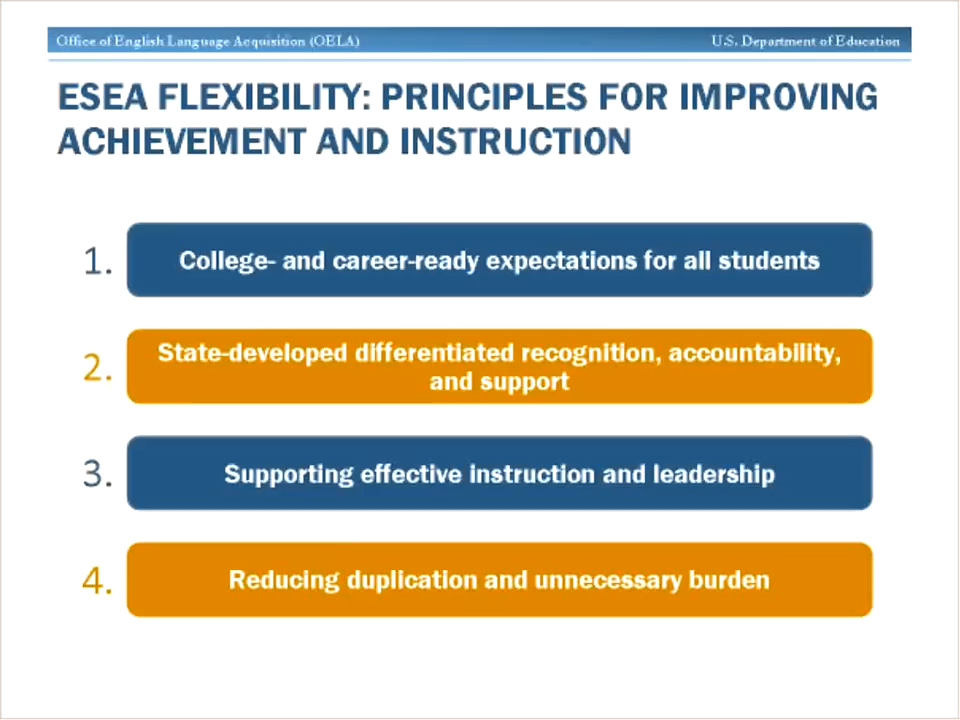 Office of English Language Acquisition (OELA) U.S. Department of Education
ESEA FLEXIBILITY: PRINCIPLES FOR IMPROVING
ACHIEVEMENT AND INSTRUCTION
1. College- and career-ready expectations for all students
2. State-developed differentiated recognition, accountability,
and support
3. Supporting effective instruction and leadership
4. Reducing duplication and unnecessary burden